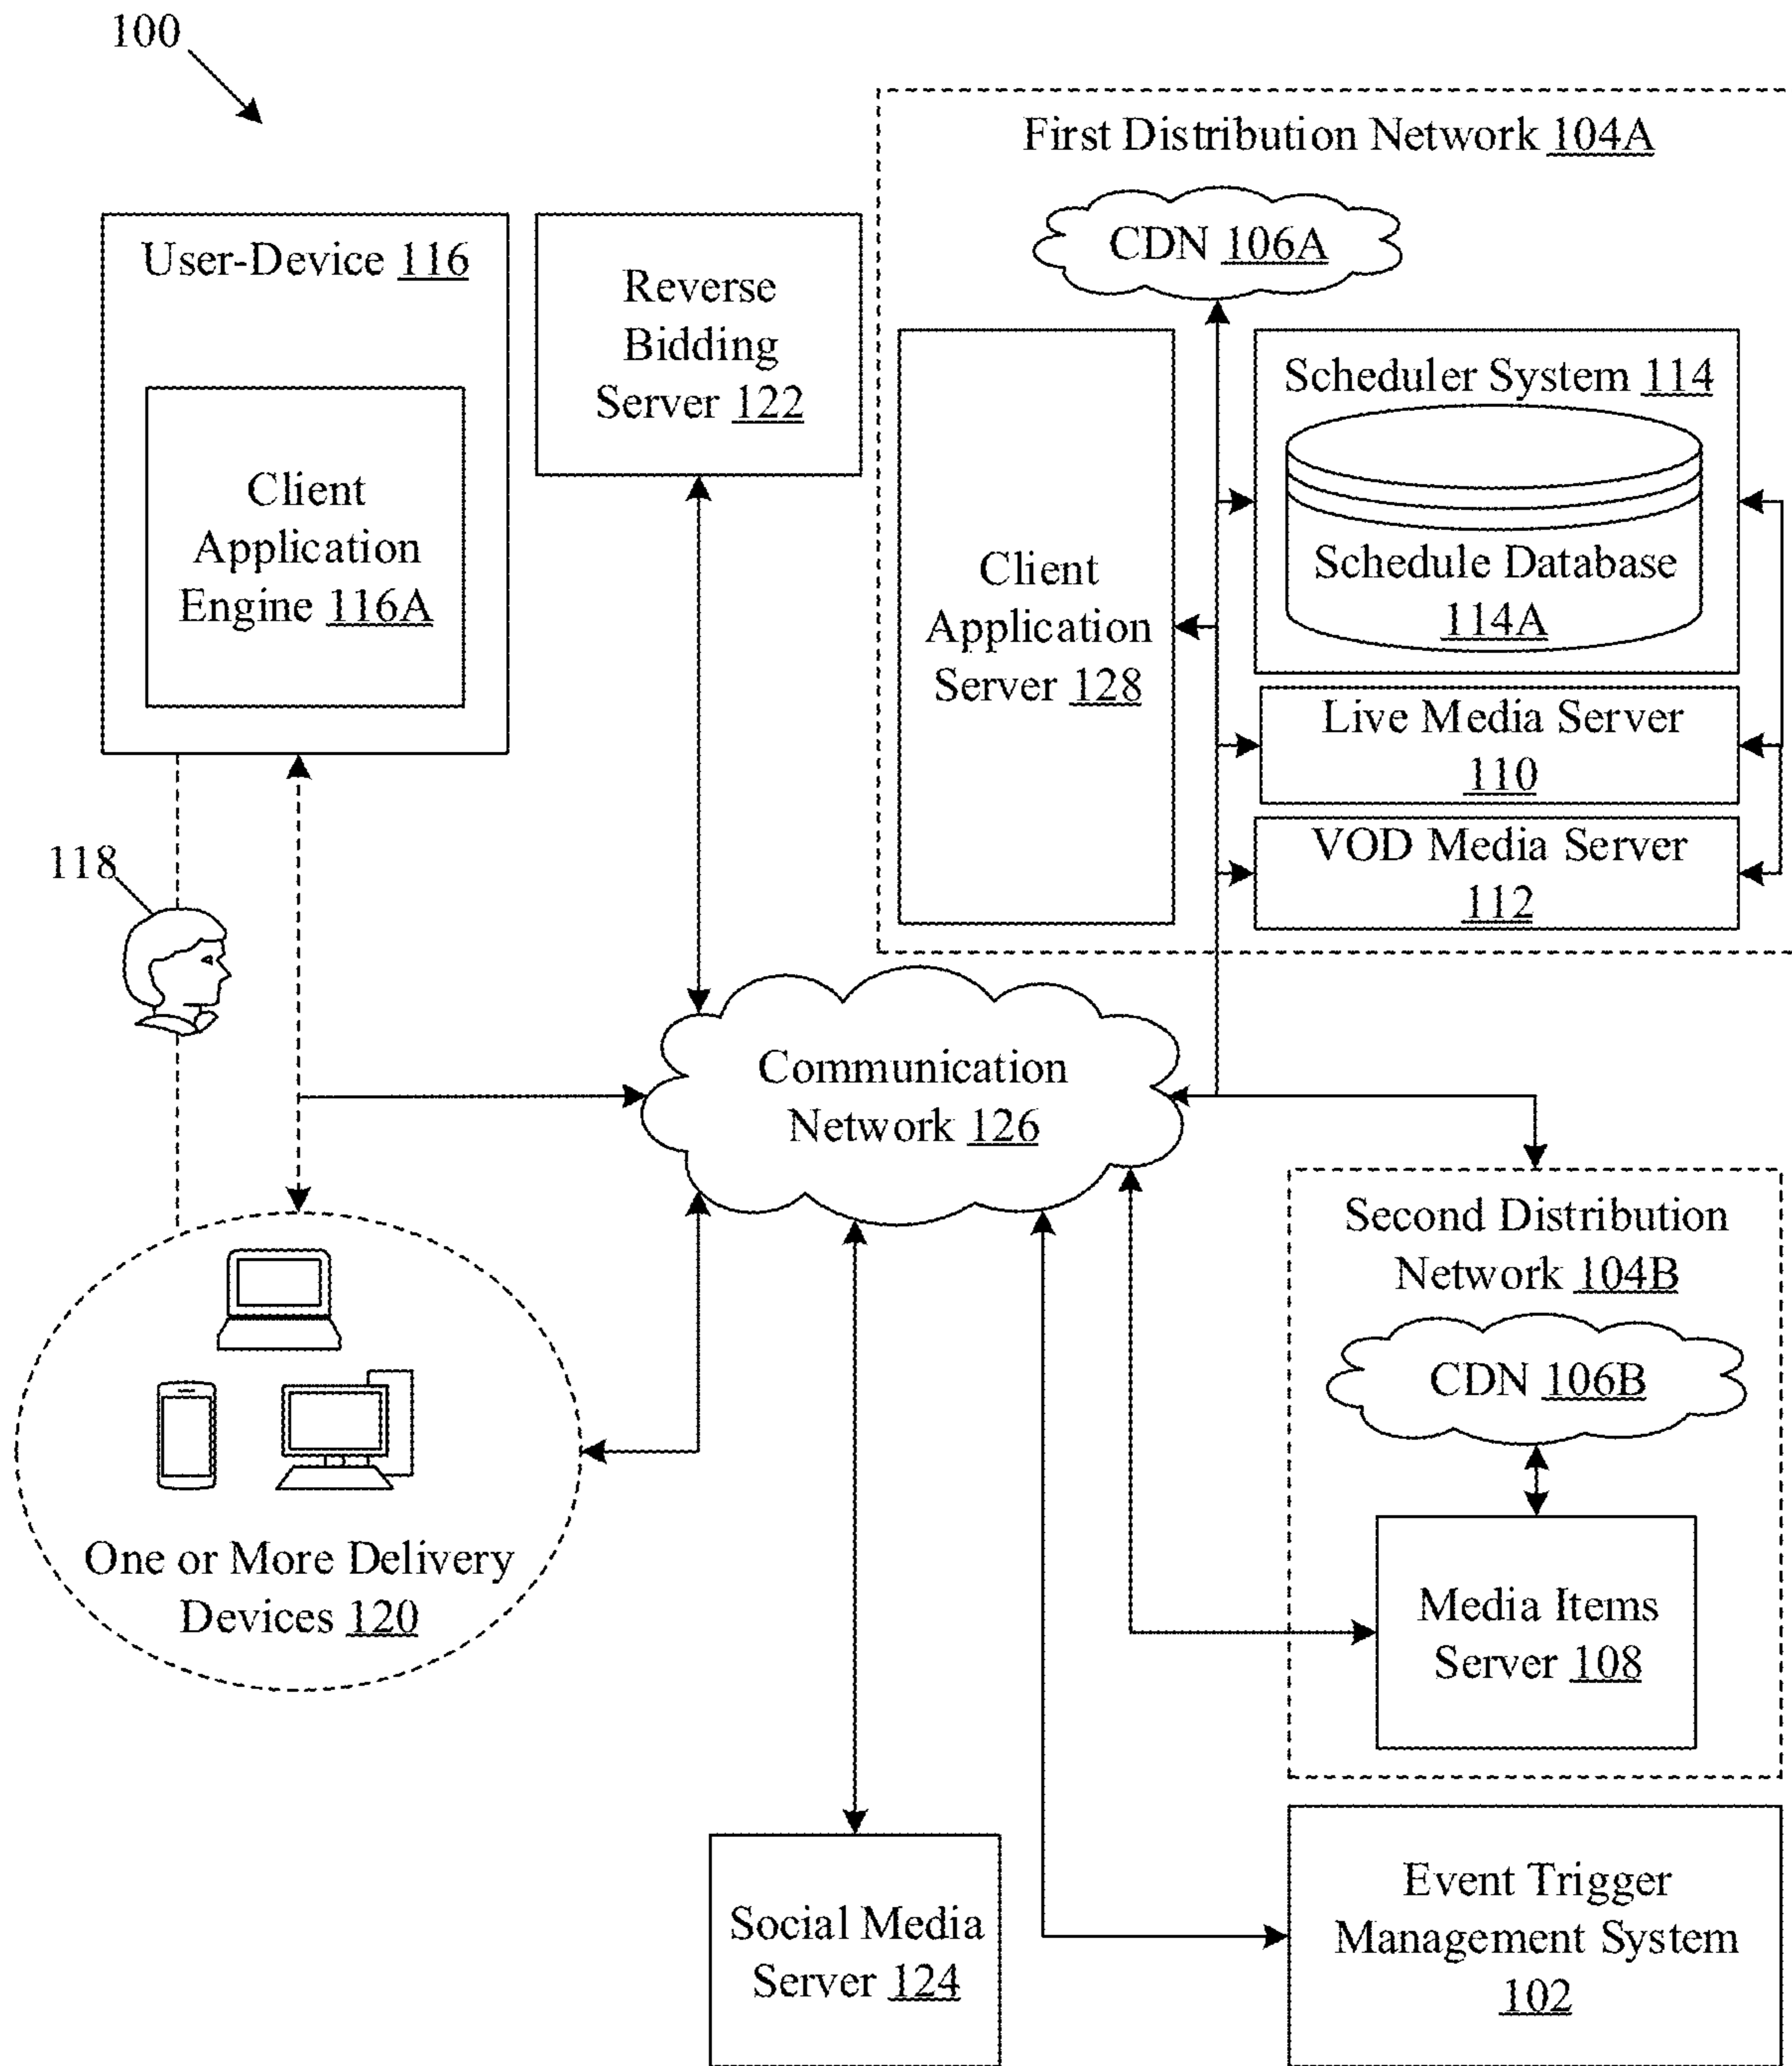 100
First Distribution Network 104A
CDN 106A
User-Device 116
Client
Application
Engine 116A
Reverse
Bidding
Server 122
Client
Application
Server 128
Scheduler System 114
Schedule Database
114A
Live Media Server
110
VOD Media Server
112
118
Communication
Network 126
Second Distribution
Network 104B
CDN 106B
Media Items
Server 108
One or More Delivery
Devices 120
Social Media
Server 124
Event Trigger
Management System
102